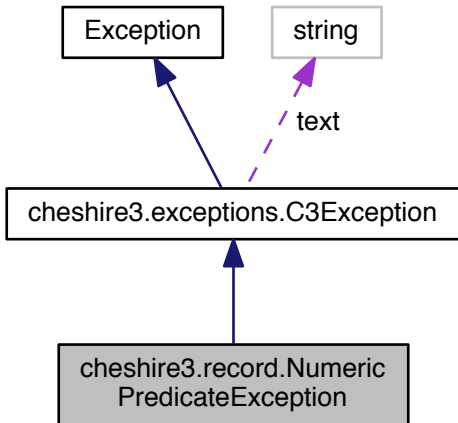 Exception
string
text
cheshire3.exceptions.C3Exception
cheshire3.record.Numeric
PredicateException